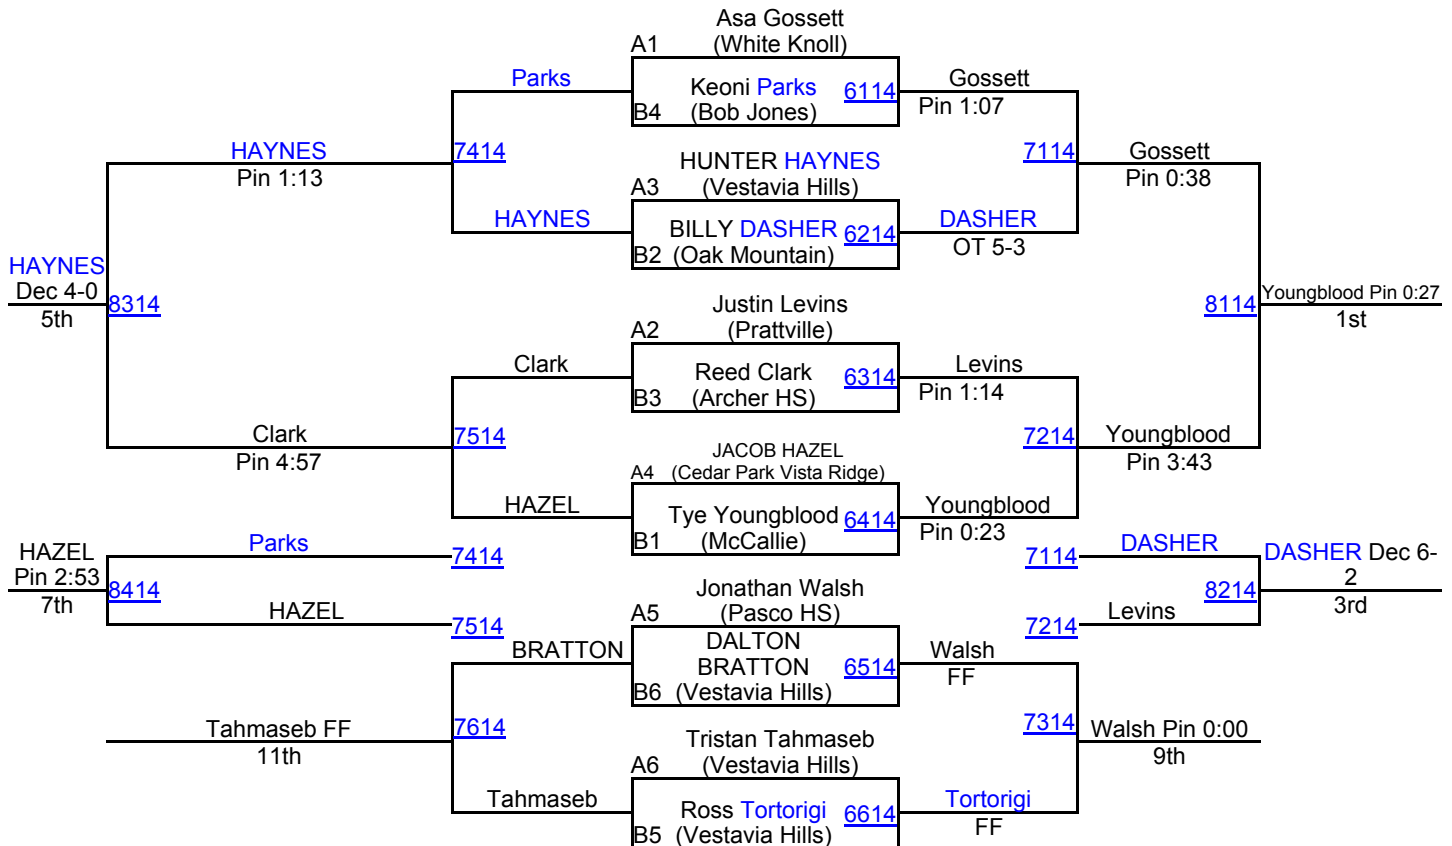 Asa Gossett
A1 (White Knoll)
Parks
Keoni Parks 6114
B4 (Bob Jones)
Gossett
Pin 1:07
HAYNES
Pin 1:13
7414
HUNTER HAYNES
A3 (Vestavia Hills)
7114
Gossett
Pin 0:38
HAYNES
BILLY DASHER 6214
B2 (Oak Mountain)
DASHER
OT 5-3
HAYNES
Dec 4-0
5th
8314
Justin Levins
A2 (Prattville)
8114
Youngblood Pin 0:27
1st
Clark
Reed Clark 6314
B3 (Archer HS)
Levins
Pin 1:14
Clark
Pin 4:57
7514
JACOB HAZEL
A4 (Cedar Park Vista Ridge)
7214
Youngblood
Pin 3:43
HAZEL
Tye Youngblood 6414
B1 (McCallie)
Youngblood
Pin 0:23
HAZEL
Pin 2:53
7th
8414
Parks
7414
HAZEL
7514
7114
DASHER
7214
Levins
8214
DASHER Dec 6-
2
3rd
Jonathan Walsh
A5 (Pasco HS)
BRATTON
DALTON
BRATTON 6514
B6 (Vestavia Hills)
Walsh
FF
Tahmaseb FF
11th
7614
Tristan Tahmaseb
A6 (Vestavia Hills)
7314
Walsh Pin 0:00
9th
Tahmaseb
Ross Tortorigi 6614
B5 (Vestavia Hills)
Tortorigi
FF